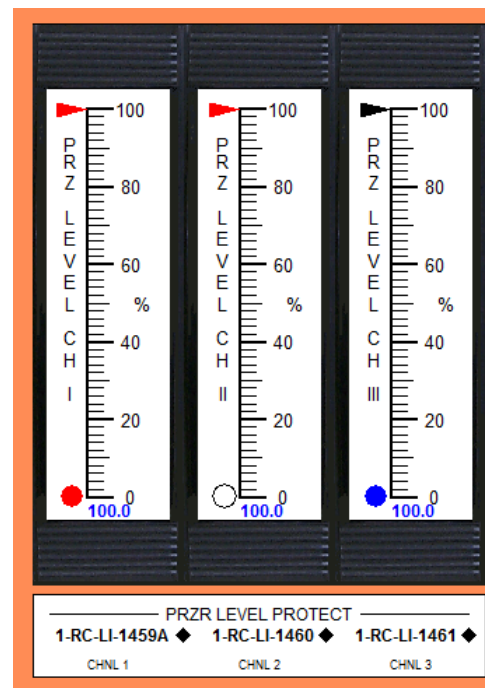 100 100 100
80 80 80
60 60 60
% % %
40 40 40
20 20 20
0 0 0
PRZ LEVEL CH I
PRZ LEVEL CH II
PRZ LEVEL CH III
100.0 100.0 100.0
PRZR LEVEL PROTECT
1-RC-LI-1459A ◆ 1-RC-LI-1460 ◆ 1-RC-LI-1461 ◆
CHNL 1 CHNL 2 CHNL 3